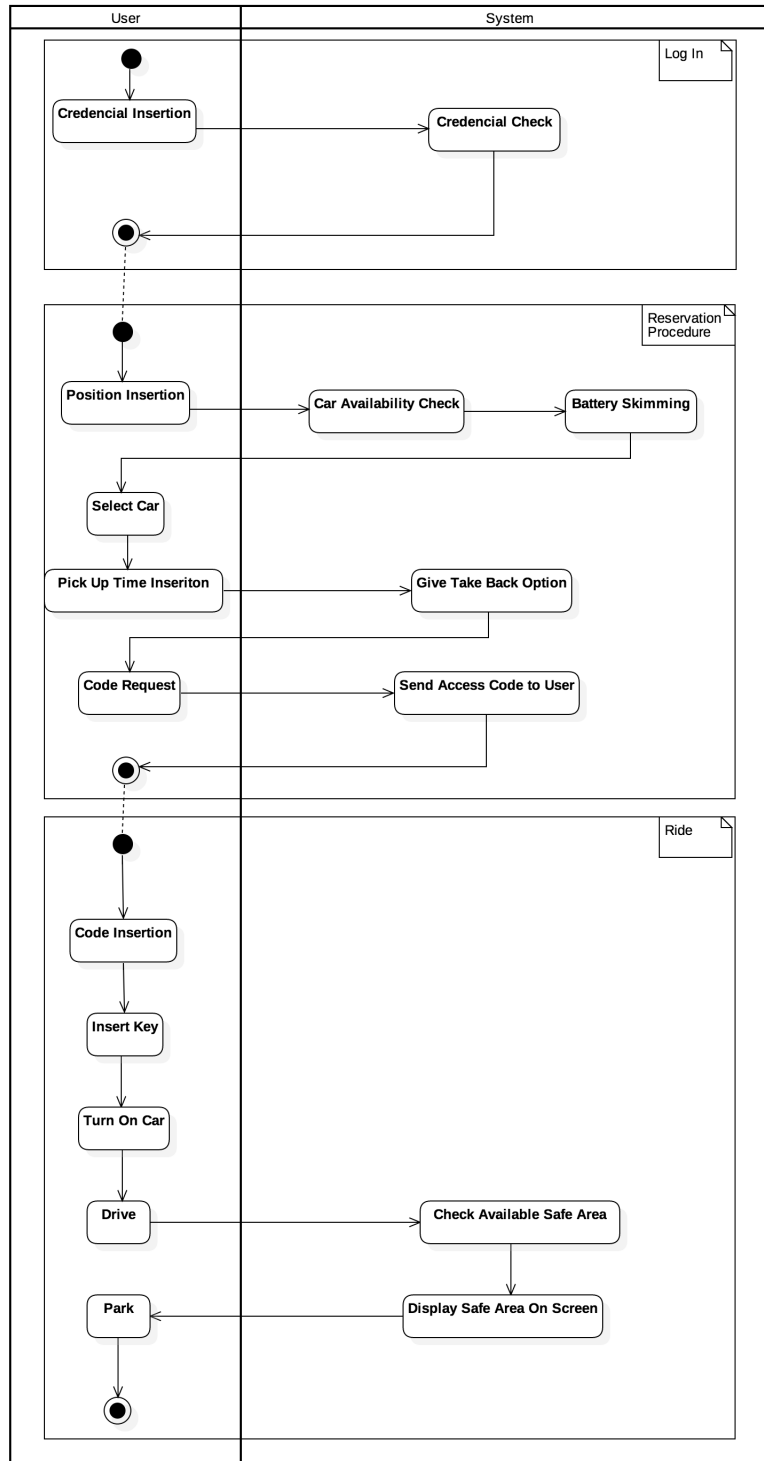 User
System
Log In
Credencial Insertion
Credencial Check
Reservation
Procedure
Position Insertion
Car Availability Check
Battery Skimming
Select Car
Pick Up Time Inseriton
Give Take Back Option
Code Request
Send Access Code to User
Ride
Code Insertion
Insert Key
Turn On Car
Drive
Check Available Safe Area
Park
Display Safe Area On Screen